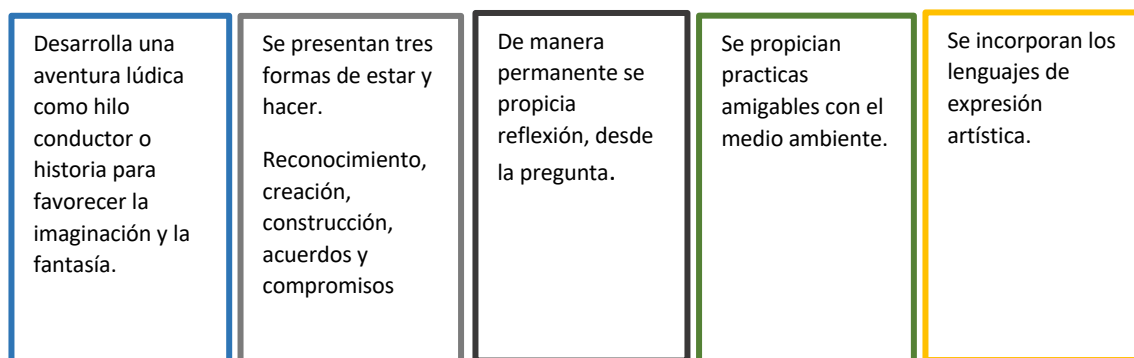 Desarrolla una
aventura lúdica
como hilo
conductor o
historia para
favorecer la
imaginación y la
fantasía.
Se presentan tres
formas de estar y
hacer.
Reconocimiento,
creación,
construcción,
acuerdos y
compromisos
De manera
permanente se
propicia
reflexión, desde
la pregunta.
Se propician
practicas
amigables con el
medio ambiente.
Se incorporan los
lenguajes de
expresión
artística.